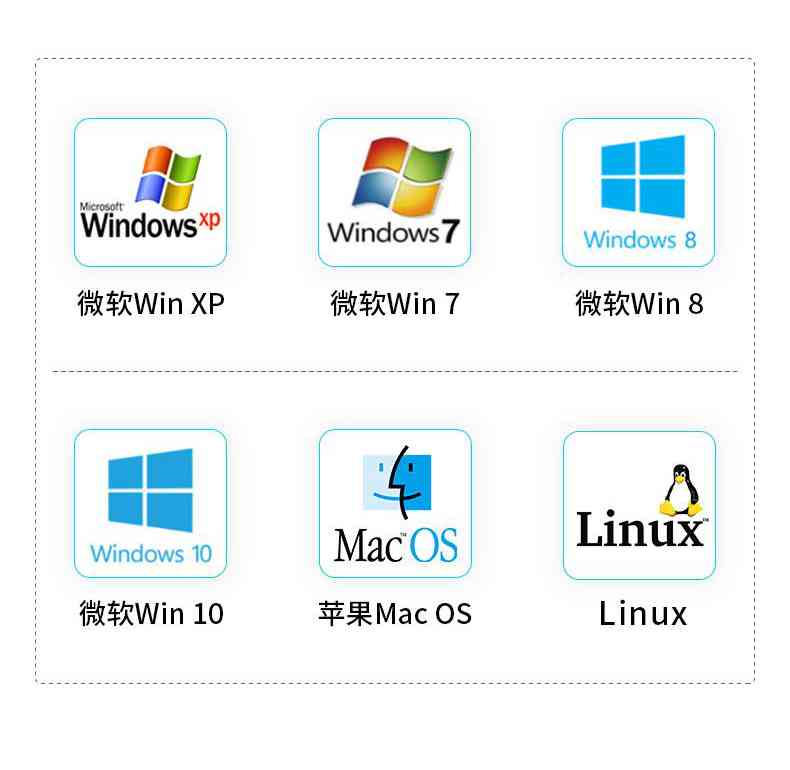 Microsoft
Windows xp
Windows 7
Windows 8
微软Win XP
微软Win 7
微软Win 8
Windows 10
Mac™ OS
Linux™
微软Win 10
苹果Mac OS
Linux